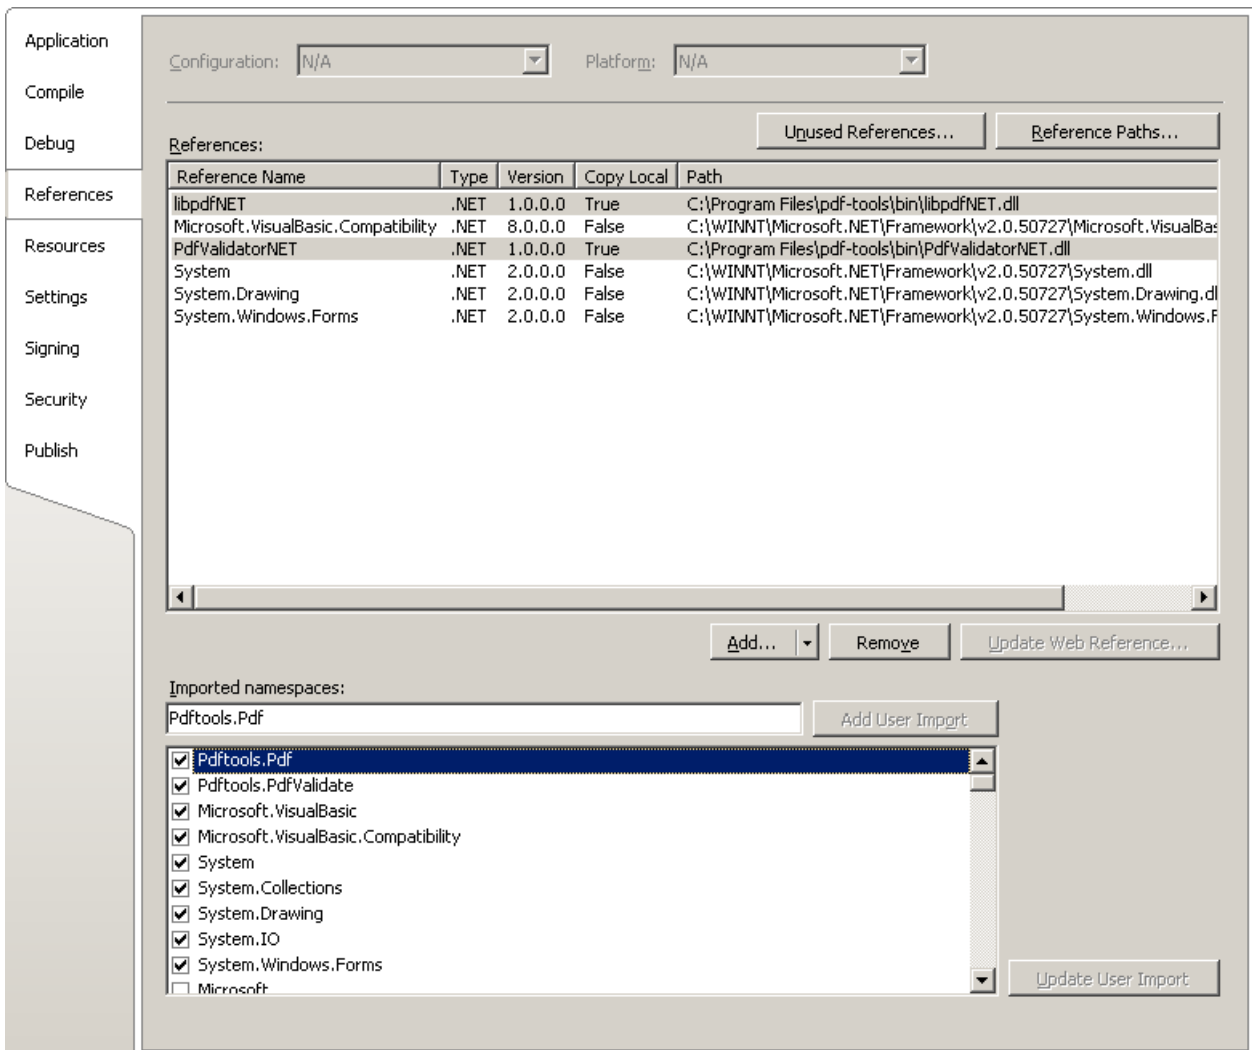 Application
Compile
Debug
References
Resources
Settings
Signing
Security
Publish
Configuration: N/A Platform: N/A
Unused References... Reference Paths...
References:
Reference Name Type Version Copy Local Path
libpdfNET .NET 1.0.0.0 True C:\Program Files\pdf-tools\bin\libpdfNET.dll
Microsoft.VisualBasic.Compatibility .NET 8.0.0.0 False C:\WINNT\Microsoft.NET\Framework\v2.0.50727\Microsoft.VisualBas
PdfValidatorNET .NET 1.0.0.0 True C:\Program Files\pdf-tools\bin\PdfValidatorNET.dll
System .NET 2.0.0.0 False C:\WINNT\Microsoft.NET\Framework\v2.0.50727\System.dll
System.Drawing .NET 2.0.0.0 False C:\WINNT\Microsoft.NET\Framework\v2.0.50727\System.Drawing.dl
System.Windows.Forms .NET 2.0.0.0 False C:\WINNT\Microsoft.NET\Framework\v2.0.50727\System.Windows.F
Add... Remove Update Web Reference...
Imported namespaces:
Pdftools.Pdf Add User Import
Pdftools.Pdf
Pdftools.PdfValidate
Microsoft.VisualBasic
Microsoft.VisualBasic.Compatibility
System
System.Collections
System.Drawing
System.IO
System.Windows.Forms
Microsoft
Update User Import